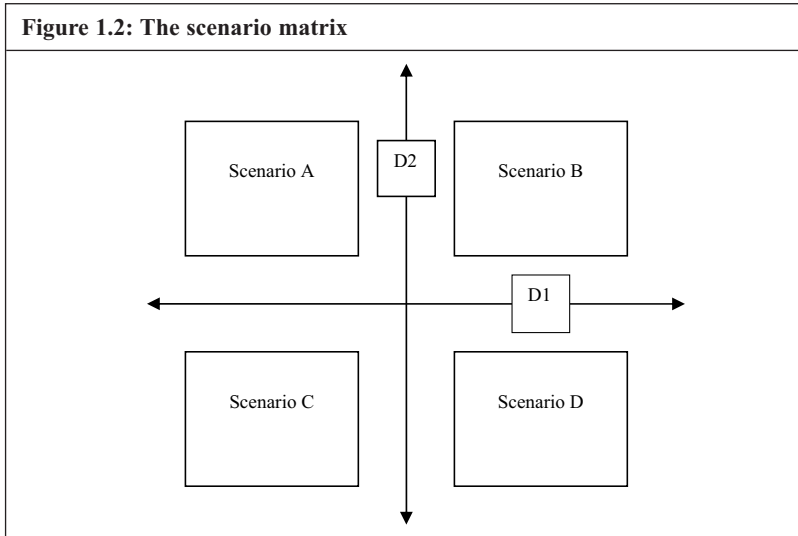 Figure 1.2: The scenario matrix
Scenario A
D2
Scenario B
D1
Scenario C
Scenario D